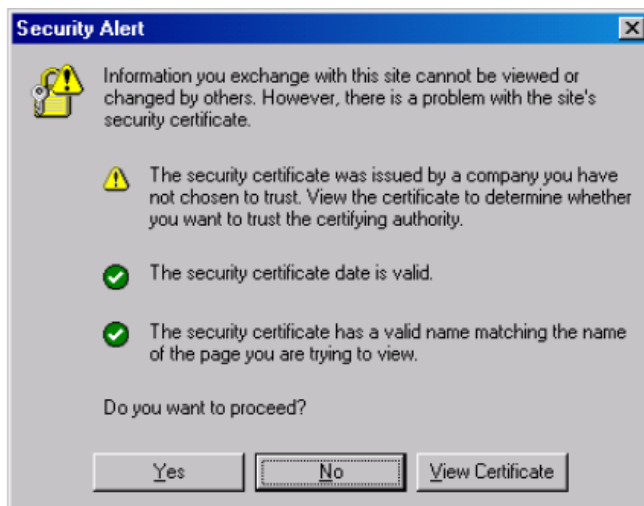 Security Alert
Information you exchange with this site cannot be viewed or
changed by others. However, there is a problem with the site's
security certificate.
The security certificate was issued by a company you have
not chosen to trust. View the certificate to determine whether
you want to trust the certifying authority.
The security certificate date is valid.
The security certificate has a valid name matching the name
of the page you are trying to view.
Do you want to proceed?
Yes No View Certificate